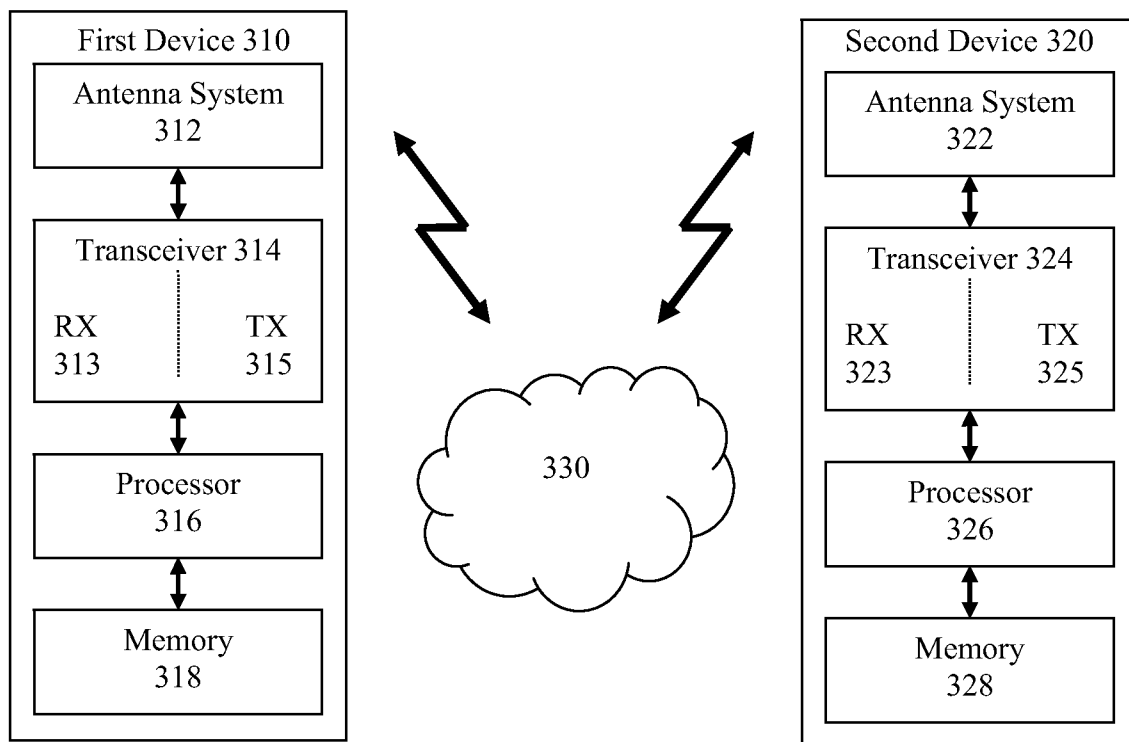 First Device 310
Antenna System
312
Transceiver 314
RX
313
TX
315
Processor
316
Memory
318
330
Second Device 320
Antenna System
322
Transceiver 324
RX
323
TX
325
Processor
326
Memory
328